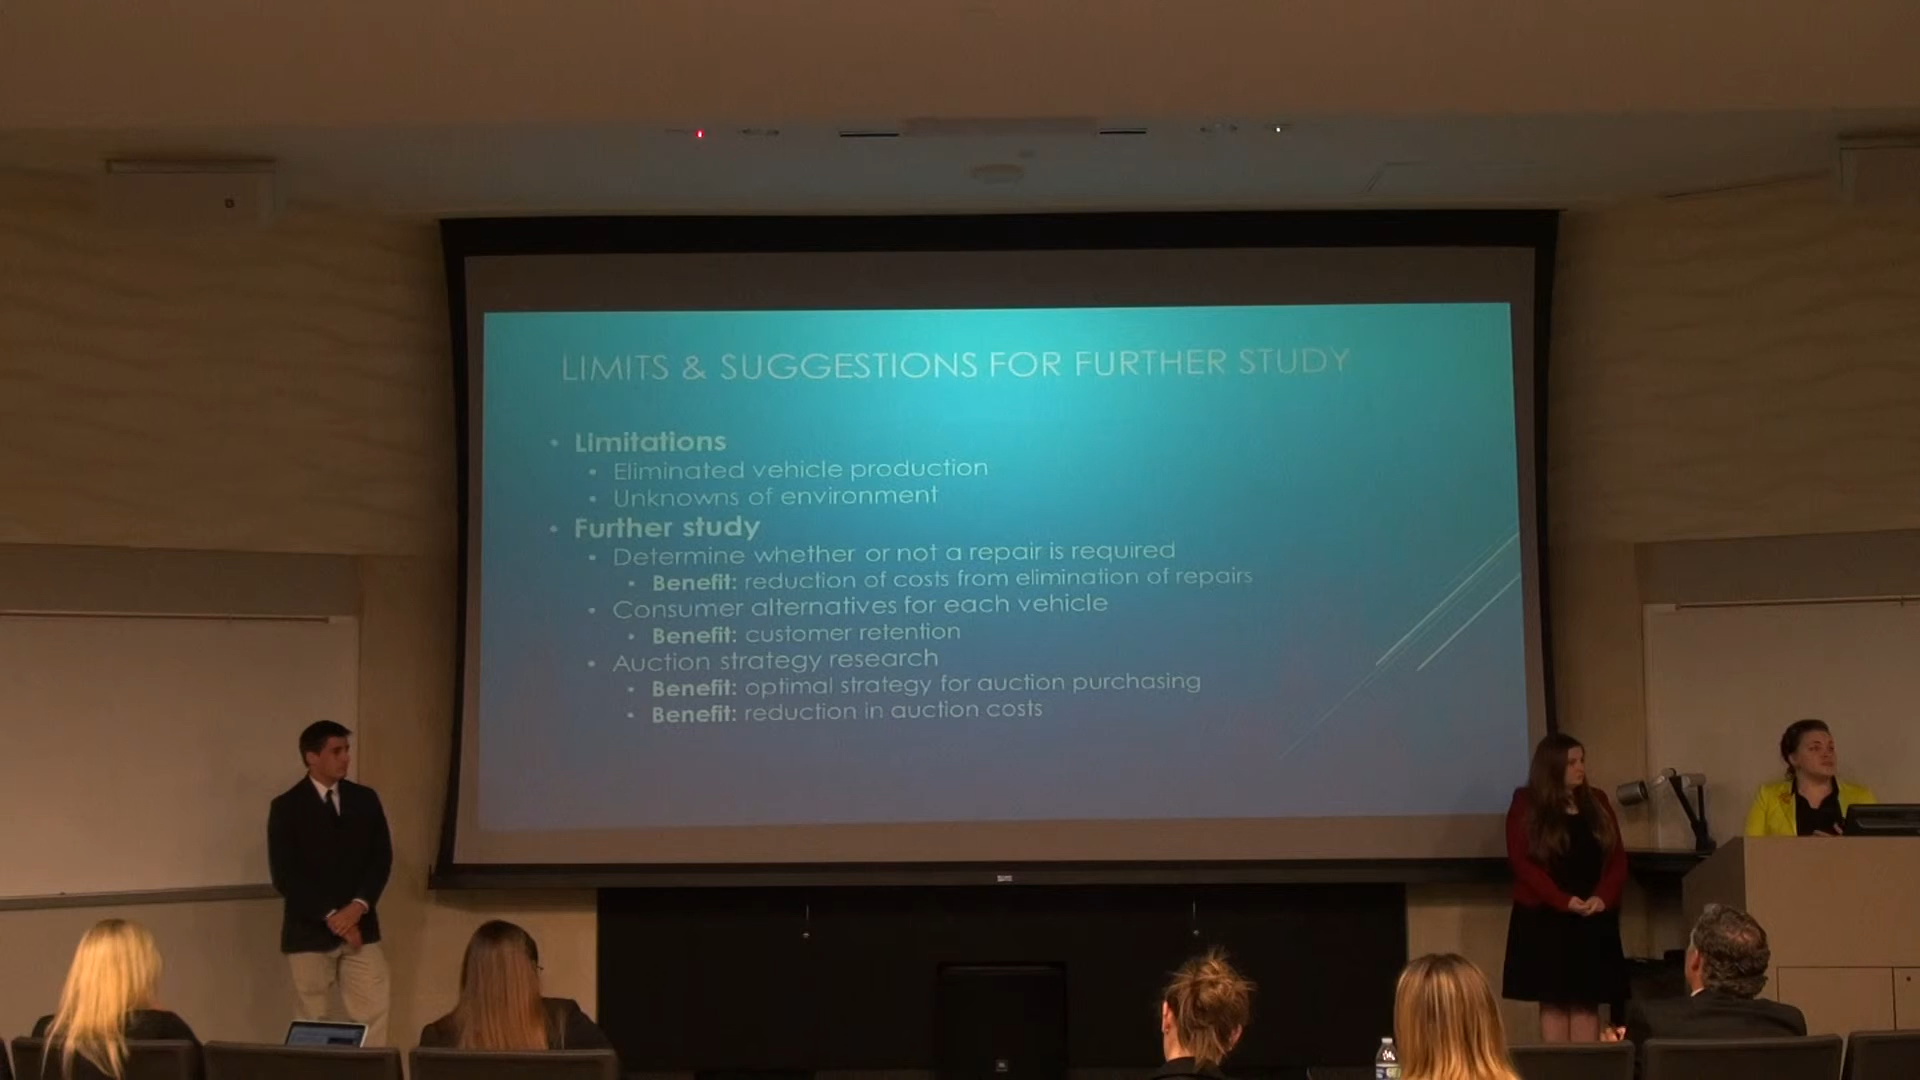 LIMITS & SUGGESTIONS FOR FURTHER STUDY
• Limitations
• Eliminated vehicle production
• Unknowns of environment
• Further study
• Determine whether or not a repair is required
• Benefit: reduction of costs from elimination of repairs
• Consumer alternatives for each vehicle
• Benefit: customer retention
• Auction strategy research
• Benefit: optimal strategy for auction purchasing
• Benefit: reduction in auction costs